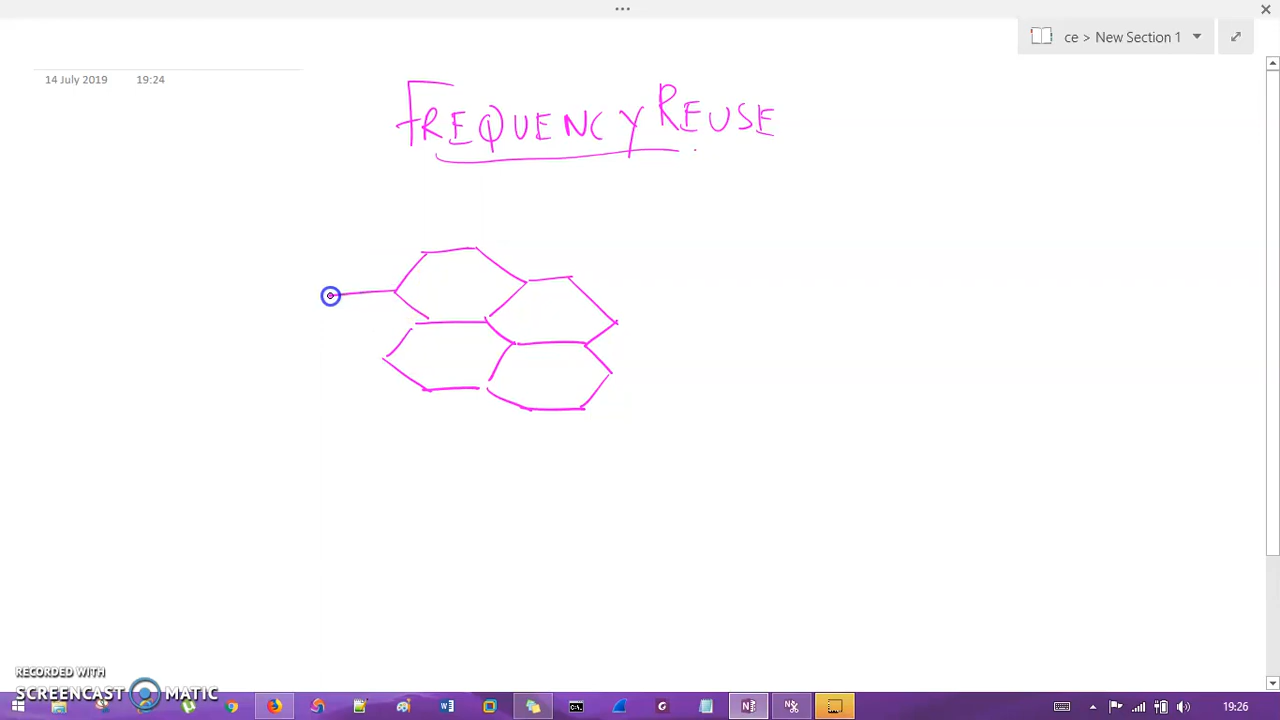 ce > New Section 1
14 July 2019 19:24
FREQUENCY REUSE
RECORDED WITH
SCREENCAST MATIC
19:26